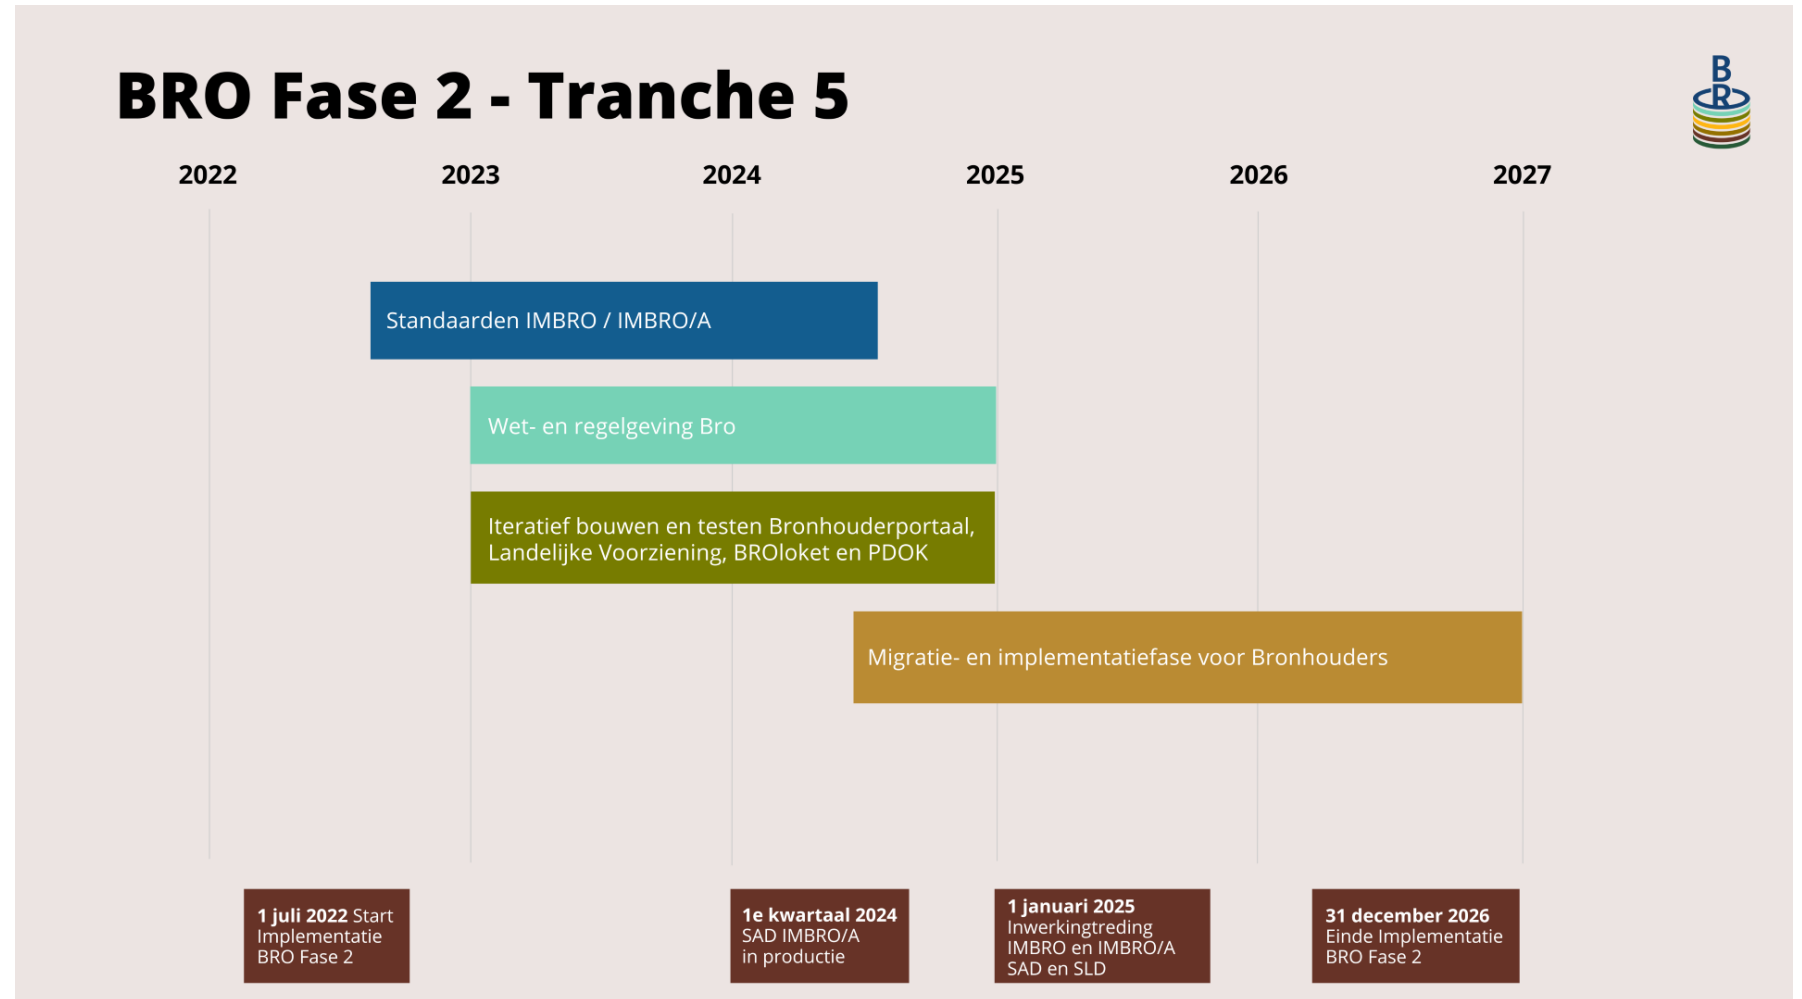 BRO Fase 2 - Tranche 5
B
R
2022 2023 2024 2025 2026 2027
Standaarden IMBRO / IMBRO/A
Wet- en regelgeving Bro
Iteratief bouwen en testen Bronhouderportaal,
Landelijke Voorziening, BROloket en PDOK
Migratie- en implementatiefase voor Bronhouders
1 juli 2022 Start
Implementatie
BRO Fase 2
1e kwartaal 2024
SAD IMBRO/A
in productie
1 januari 2025
Inwerkingtreding
IMBRO en IMBRO/A
SAD en SLD
31 december 2026
Einde Implementatie
BRO Fase 2